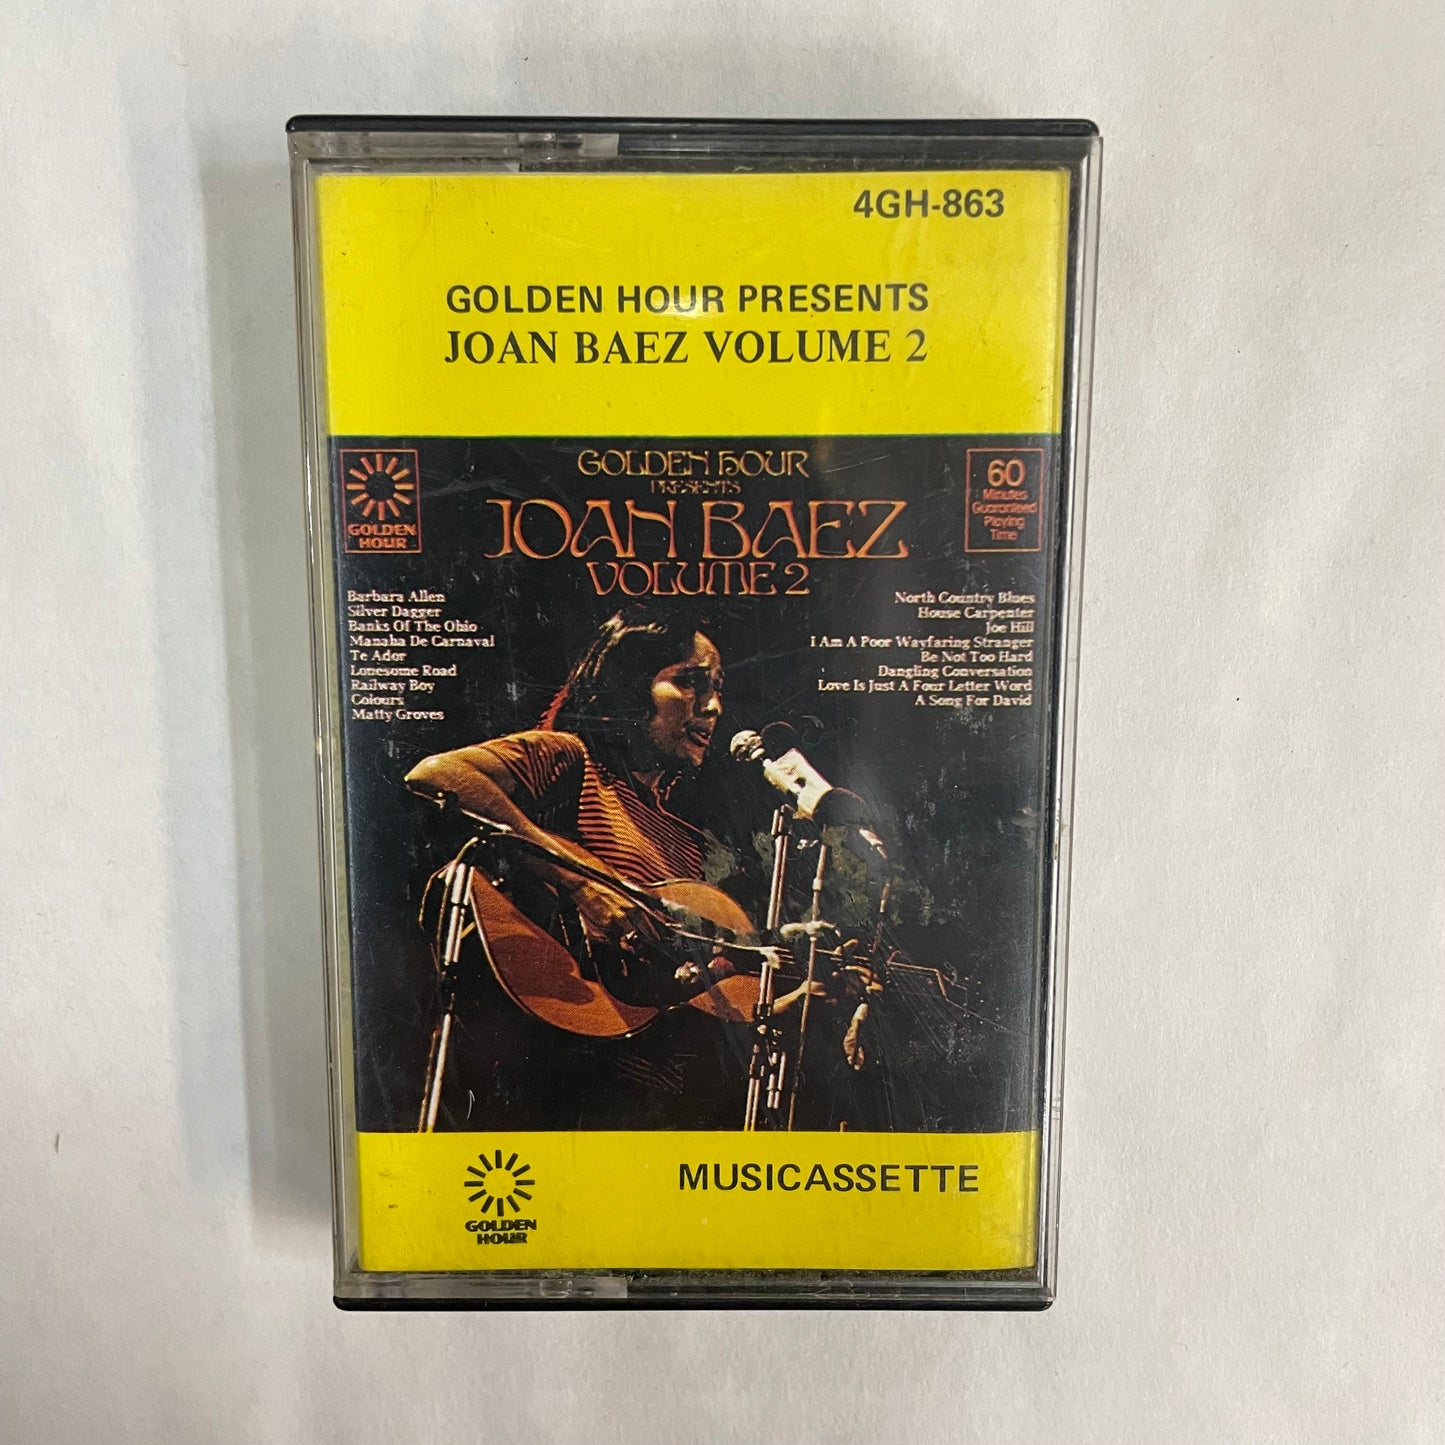 4GH-863
GOLDEN HOUR PRESENTS
JOAN BAEZ VOLUME 2
GOLDEN HOUR
PRESENTS
JOAN BAEZ
VOLUME 2
GOLDEN
HOUR
60
Minutes
Guaranteed
Playing
Time
Barbara Allen
Silver Dagger
Banks Of The Ohio
Manaha De Carnaval
Te Ador
Lonesome Road
Railway Boy
Colours
Matty Groves
North Country Blues
House Carpenter
Joe Hill
I Am A Poor Wayfaring Stranger
Be Not Too Hard
Dangling Conversation
Love Is Just A Four Letter Word
A Song For David
MUSICASSETTE
GOLDEN
HOUR